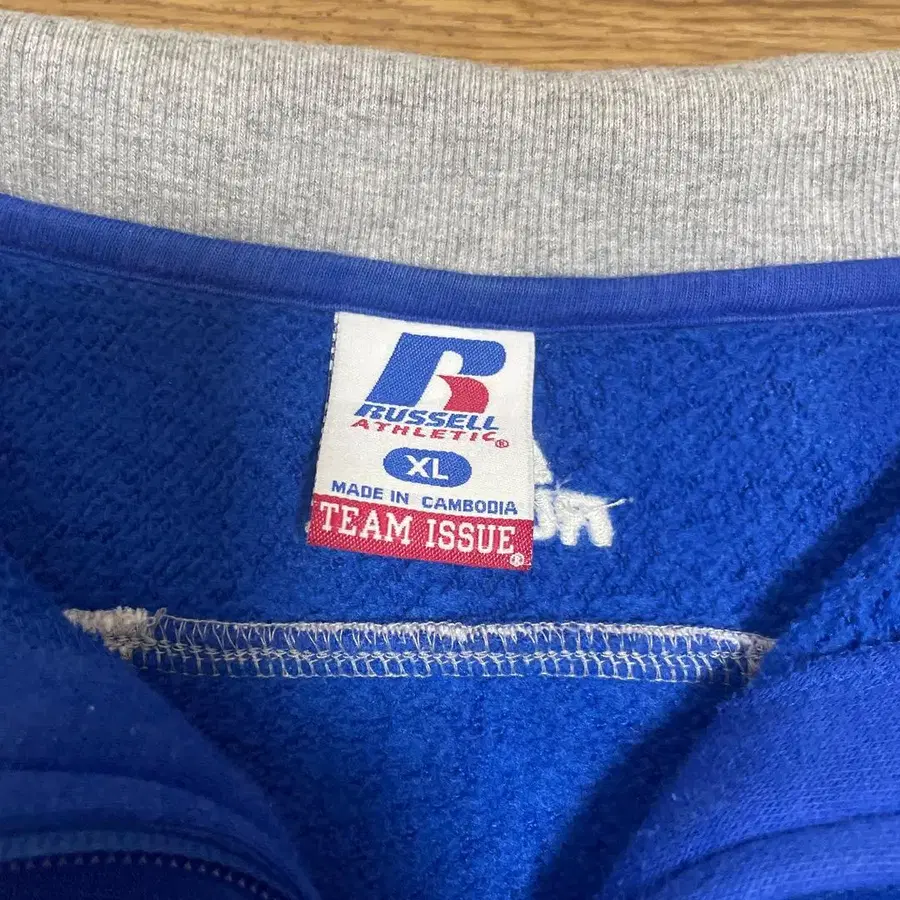 RUSSELL
ATHLETIC®
XL
MADE IN CAMBODIA
TEAM ISSUE®